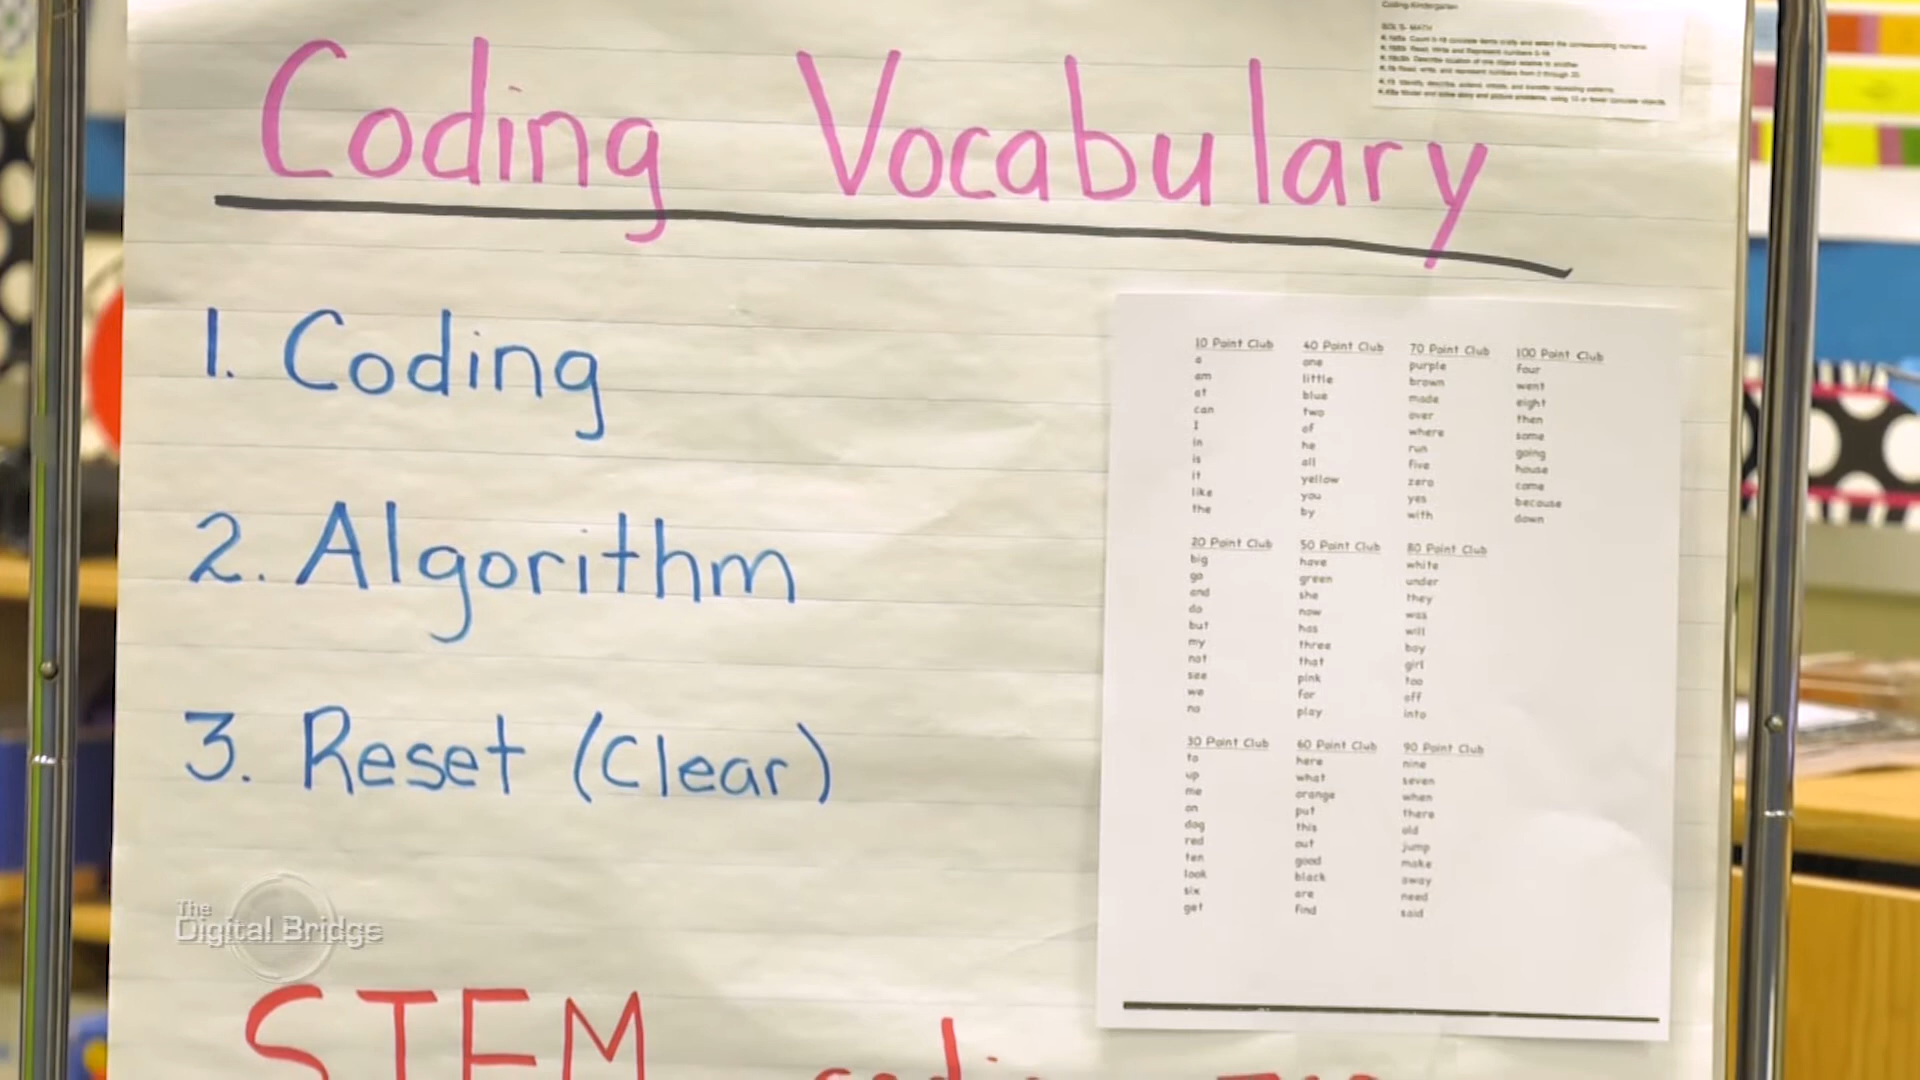 Coding-Kindergarten
SOL'S- MATH
Coding Vocabulary
1. Coding
2. Algorithm
3. Reset (Clear)
10 Point Club
a
am
at
can
I
in
is
it
like
the
20 Point Club
big
go
and
do
but
my
not
see
we
no
30 Point Club
to
up
me
on
dog
red
ten
look
six
get
40 Point Club
one
little
blue
two
of
he
all
yellow
you
by
50 Point Club
have
green
she
now
has
three
that
pink
for
play
60 Point Club
here
what
orange
put
this
out
good
black
are
find
70 Point Club
purple
brown
made
over
where
run
five
zero
yes
with
80 Point Club
white
under
they
was
will
boy
girl
too
off
into
90 Point Club
nine
seven
when
there
old
jump
make
away
need
said
100 Point Club
four
went
eight
then
some
going
house
come
because
down
The
Digital Bridge
STEM